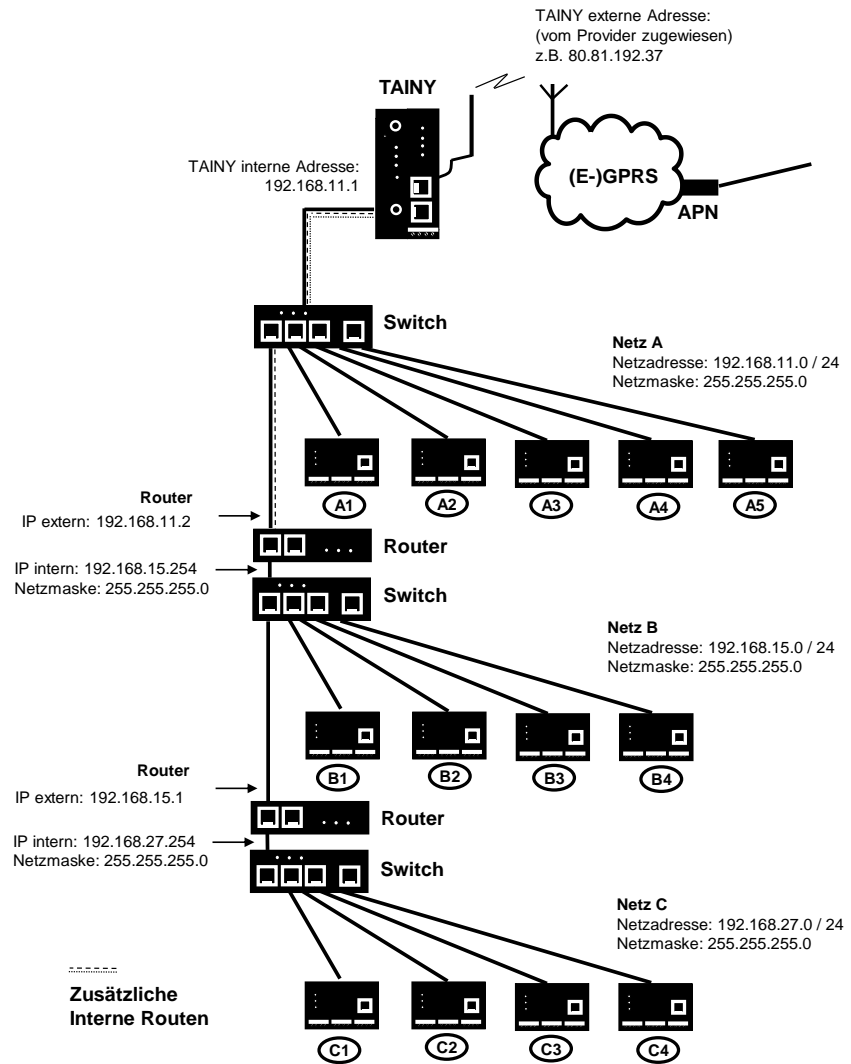 TAINY externe Adresse:
(vom Provider zugewiesen)
z.B. 80.81.192.37
TAINY
TAINY interne Adresse:
192.168.11.1
(E-)GPRS
APN
Switch
Netz A
Netzadresse: 192.168.11.0 / 24
Netzmaske: 255.255.255.0
A1
A2
A3
A4
A5
Router
IP extern: 192.168.11.2
Router
IP intern: 192.168.15.254
Netzmaske: 255.255.255.0
Switch
Netz B
Netzadresse: 192.168.15.0 / 24
Netzmaske: 255.255.255.0
B1
B2
B3
B4
Router
IP extern: 192.168.15.1
Router
IP intern: 192.168.27.254
Netzmaske: 255.255.255.0
Switch
Netz C
Netzadresse: 192.168.27.0 / 24
Netzmaske: 255.255.255.0
Zusätzliche
Interne Routen
C1
C2
C3
C4